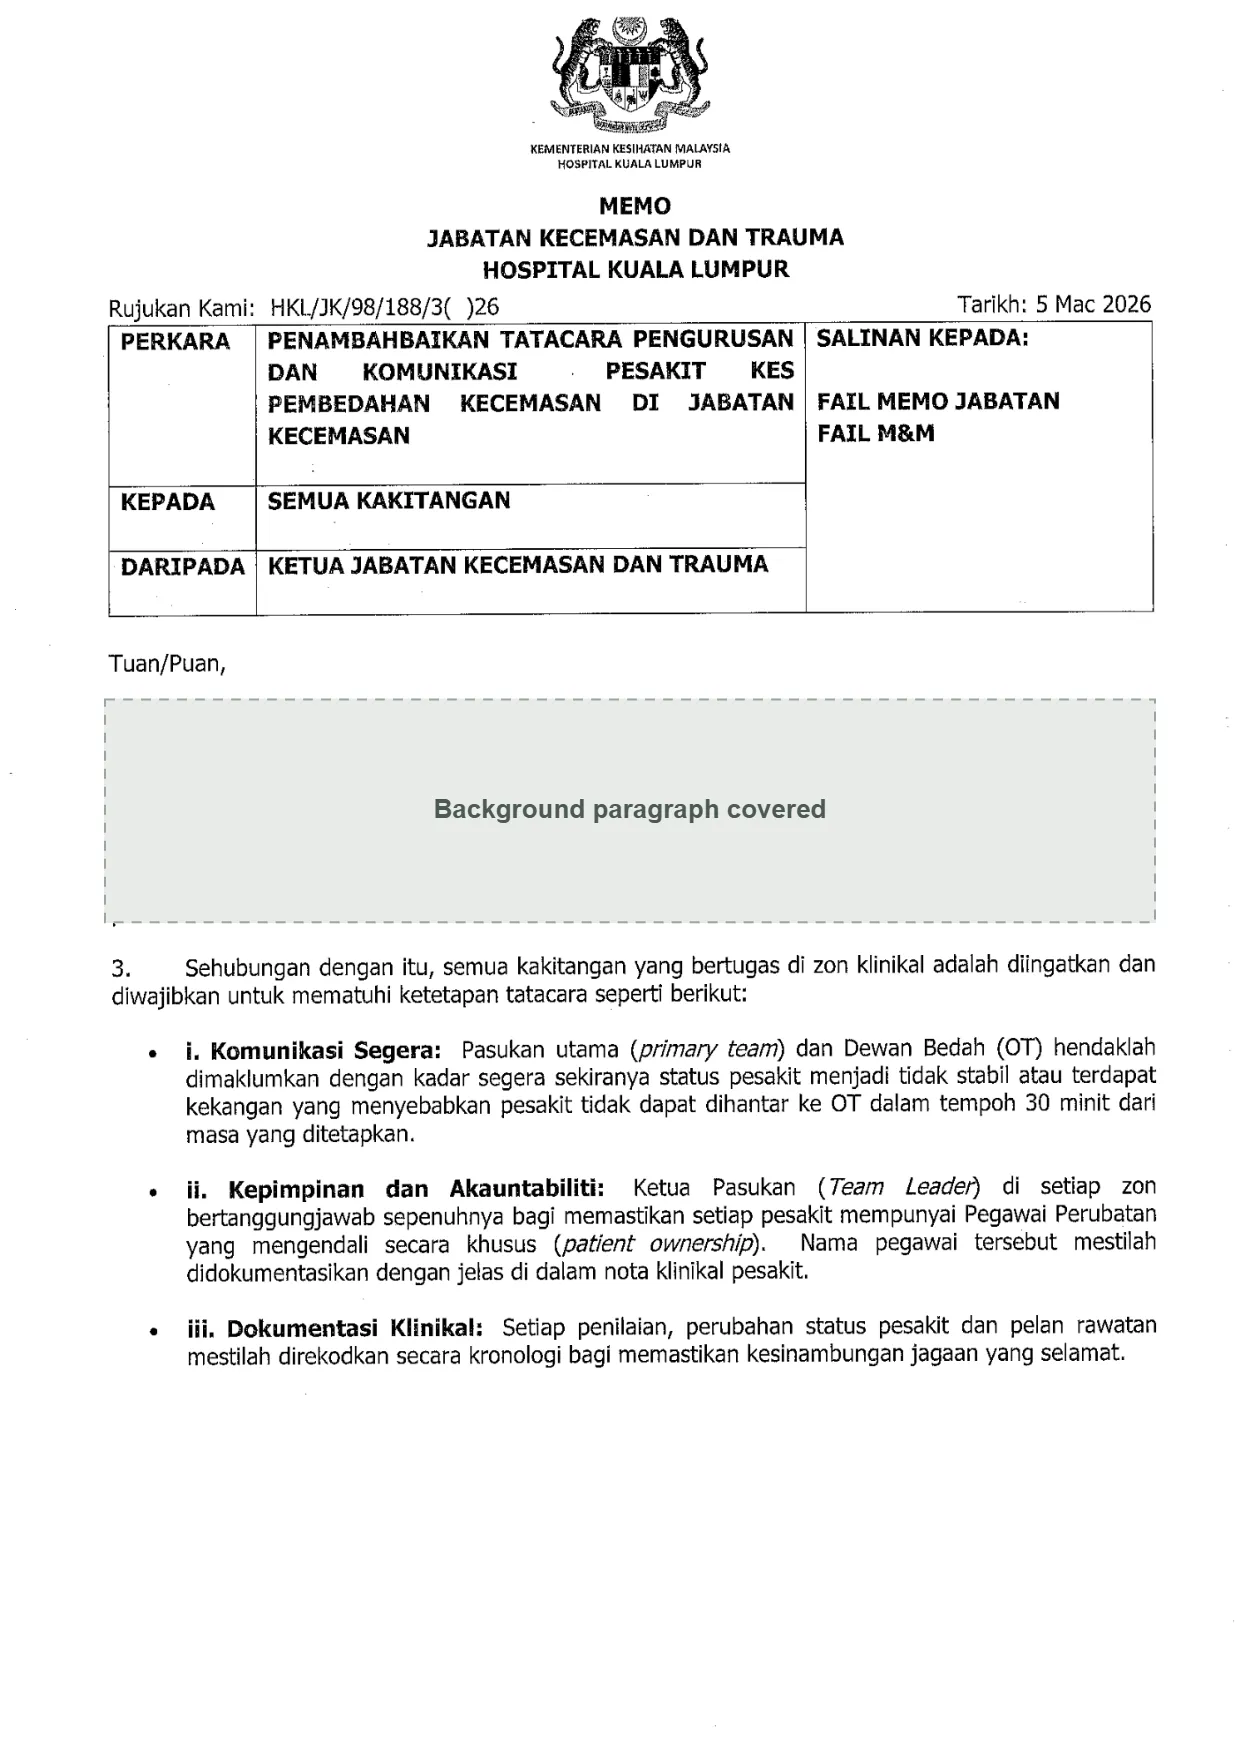 KEMENTERIAN KESIHATAN MALAYSIA
HOSPITAL KUALA LUMPUR
MEMO
JABATAN KECEMASAN DAN TRAUMA
HOSPITAL KUALA LUMPUR
Rujukan Kami: HKL/JK/98/188/3( )26
Tarikh: 5 Mac 2026
PERKARA
PENAMBAHBAIKAN TATACARA PENGURUSAN
DAN KOMUNIKASI PESAKIT KES
PEMBEDAHAN KECEMASAN DI JABATAN
KECEMASAN
SALINAN KEPADA:
FAIL MEMO JABATAN
FAIL M&M
KEPADA
SEMUA KAKITANGAN
DARIPADA
KETUA JABATAN KECEMASAN DAN TRAUMA
Tuan/Puan,
Background paragraph covered
3. Sehubungan dengan itu, semua kakitangan yang bertugas di zon klinikal adalah diingatkan dan
diwajibkan untuk mematuhi ketetapan tatacara seperti berikut:
• i. Komunikasi Segera: Pasukan utama (primary team) dan Dewan Bedah (OT) hendaklah
dimaklumkan dengan kadar segera sekiranya status pesakit menjadi tidak stabil atau terdapat
kekangan yang menyebabkan pesakit tidak dapat dihantar ke OT dalam tempoh 30 minit dari
masa yang ditetapkan.
• ii. Kepimpinan dan Akauntabiliti: Ketua Pasukan (Team Leader) di setiap zon
bertanggungjawab sepenuhnya bagi memastikan setiap pesakit mempunyai Pegawai Perubatan
yang mengendali secara khusus (patient ownership). Nama pegawai tersebut mestilah
didokumentasikan dengan jelas di dalam nota klinikal pesakit.
• iii. Dokumentasi Klinikal: Setiap penilaian, perubahan status pesakit dan pelan rawatan
mestilah direkodkan secara kronologi bagi memastikan kesinambungan jagaan yang selamat.